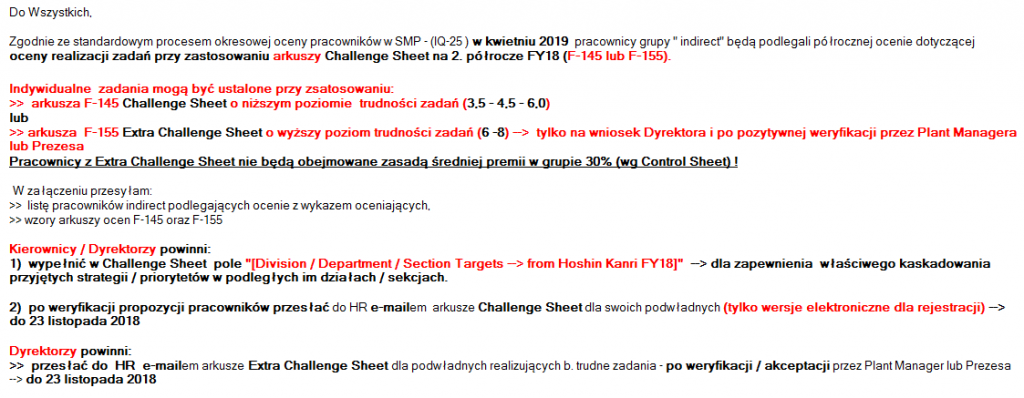 Do Wszystkich,
Zgodnie ze standardowym procesem okresowej oceny pracowników w SMP - (IQ-25 ) w kwietniu 2019 pracownicy grupy " indirect" będą podlegali półrocznej ocenie dotyczącej
oceny realizacji zadań przy zastosowaniu arkuszy Challenge Sheet na 2. półrocze FY18 (F-145 lub F-155).
Indywidualne zadania mogą być ustalone przy zsatosowaniu:
>> arkusza F-145 Challenge Sheet o niższym poziomie trudności zadań (3,5 - 4,5 - 6,0)
lub
>> arkusza F-155 Extra Challenge Sheet o wyższy poziom trudności zadań (6 -8) --> tylko na wniosek Dyrektora i po pozytywnej weryfikacji przez Plant Managera
lub Prezesa
Pracownicy z Extra Challenge Sheet nie będą obejmowane zasadą średniej premii w grupie 30% (wg Control Sheet) !
W załączeniu przesyłam:
>> listę pracowników indirect podlegających ocenie z wykazem oceniających,
>> wzory arkuszy ocen F-145 oraz F-155
Kierownicy / Dyrektorzy powinni:
1) wypełnić w Challenge Sheet pole "[Division / Department / Section Targets --> from Hoshin Kanri FY18]" --> dla zapewnienia właściwego kaskadowania
przyjętych strategii / priorytetów w podległych im działach / sekcjach.
2) po weryfikacji propozycji pracowników przesłać do HR e-mailem arkusze Challenge Sheet dla swoich podwładnych (tylko wersje elektroniczne dla rejestracji) -->
do 23 listopada 2018
Dyrektorzy powinni:
>> przesłać do HR e-mailem arkusze Extra Challenge Sheet dla podwładnych realizujących b. trudne zadania - po weryfikacji / akceptacji przez Plant Manager lub Prezesa
--> do 23 listopada 2018